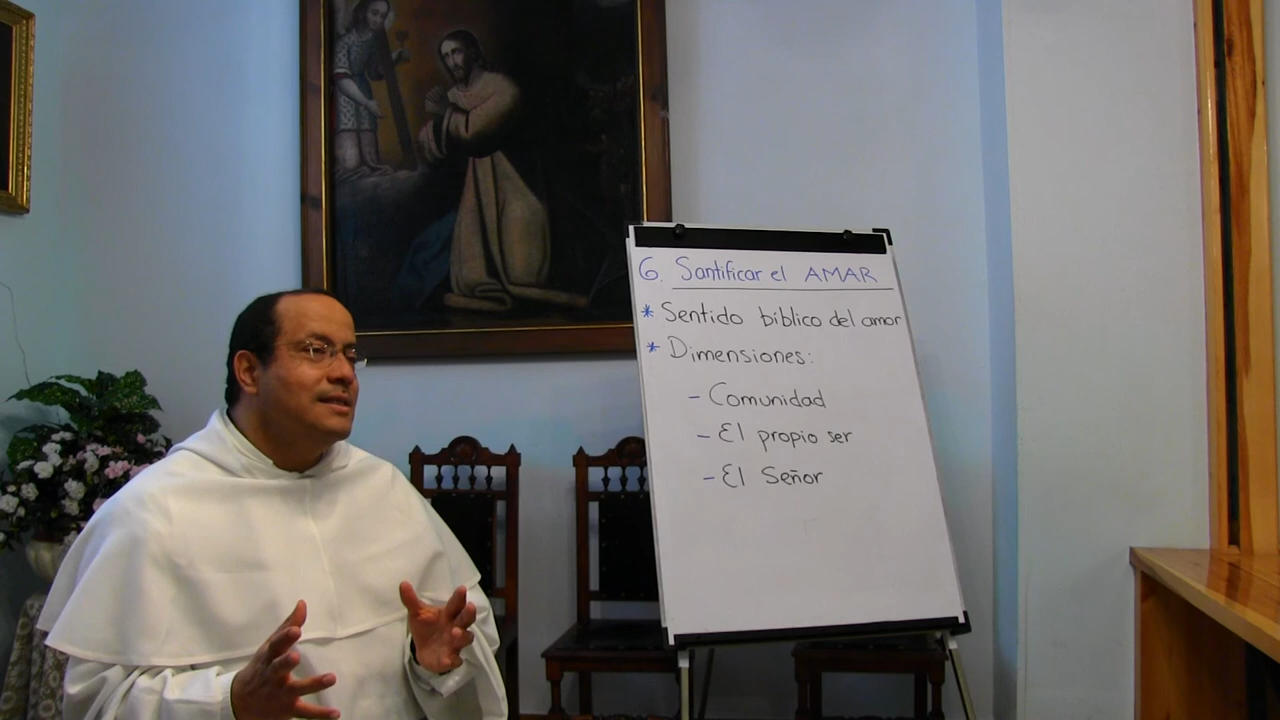 6. Santificar el AMAR
* Sentido bíblico del amor
* Dimensiones:
- Comunidad
- El propio ser
- El Señor